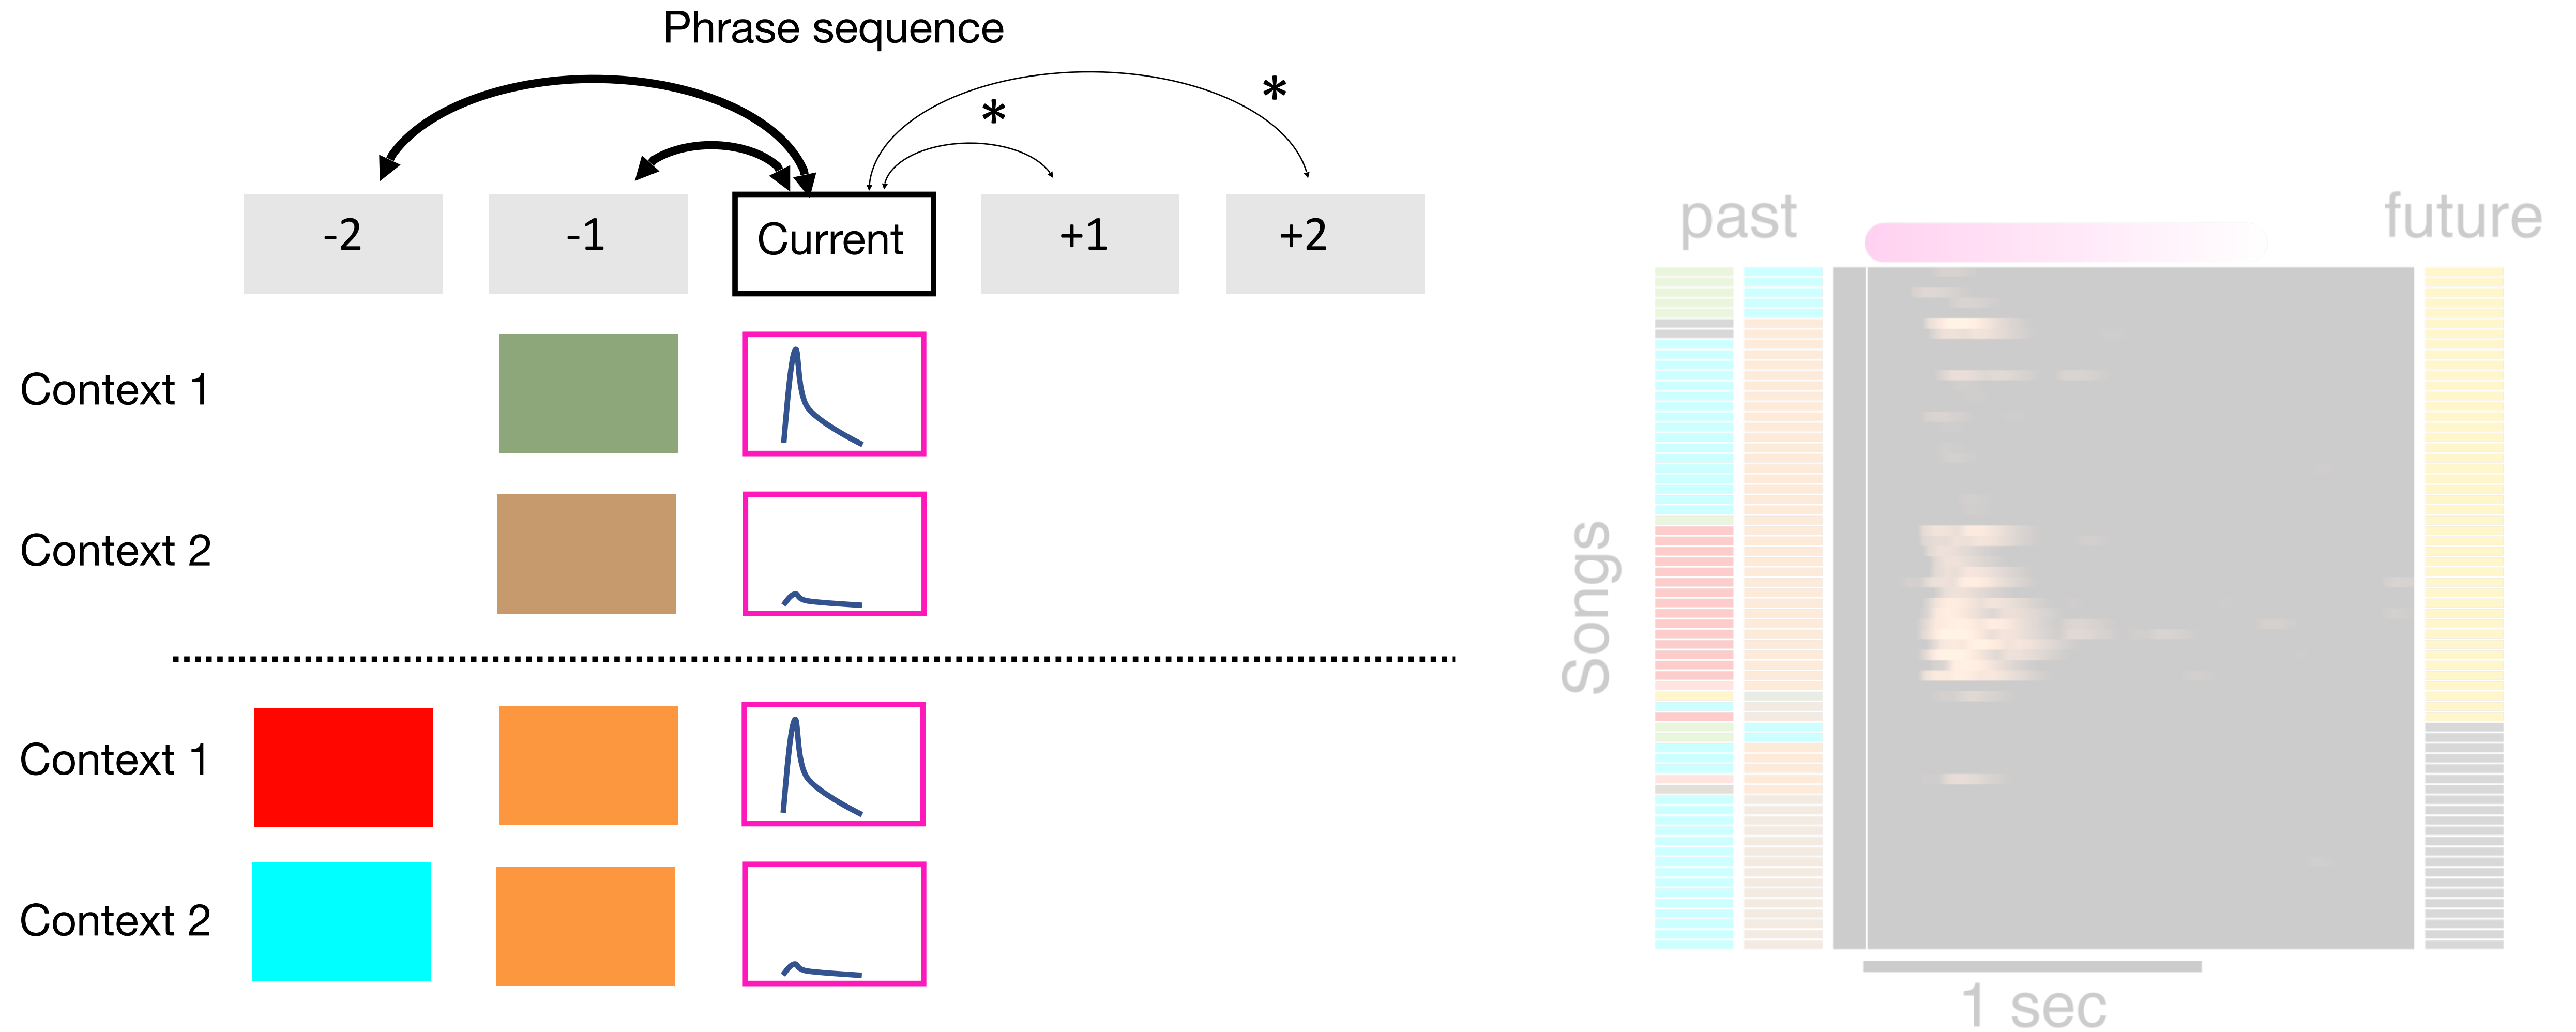 Phrase sequence
*
*
-2
-1
Current
+1
+2
Context 1
Context 2
Context 1
Context 2
past
future
Songs
1 sec